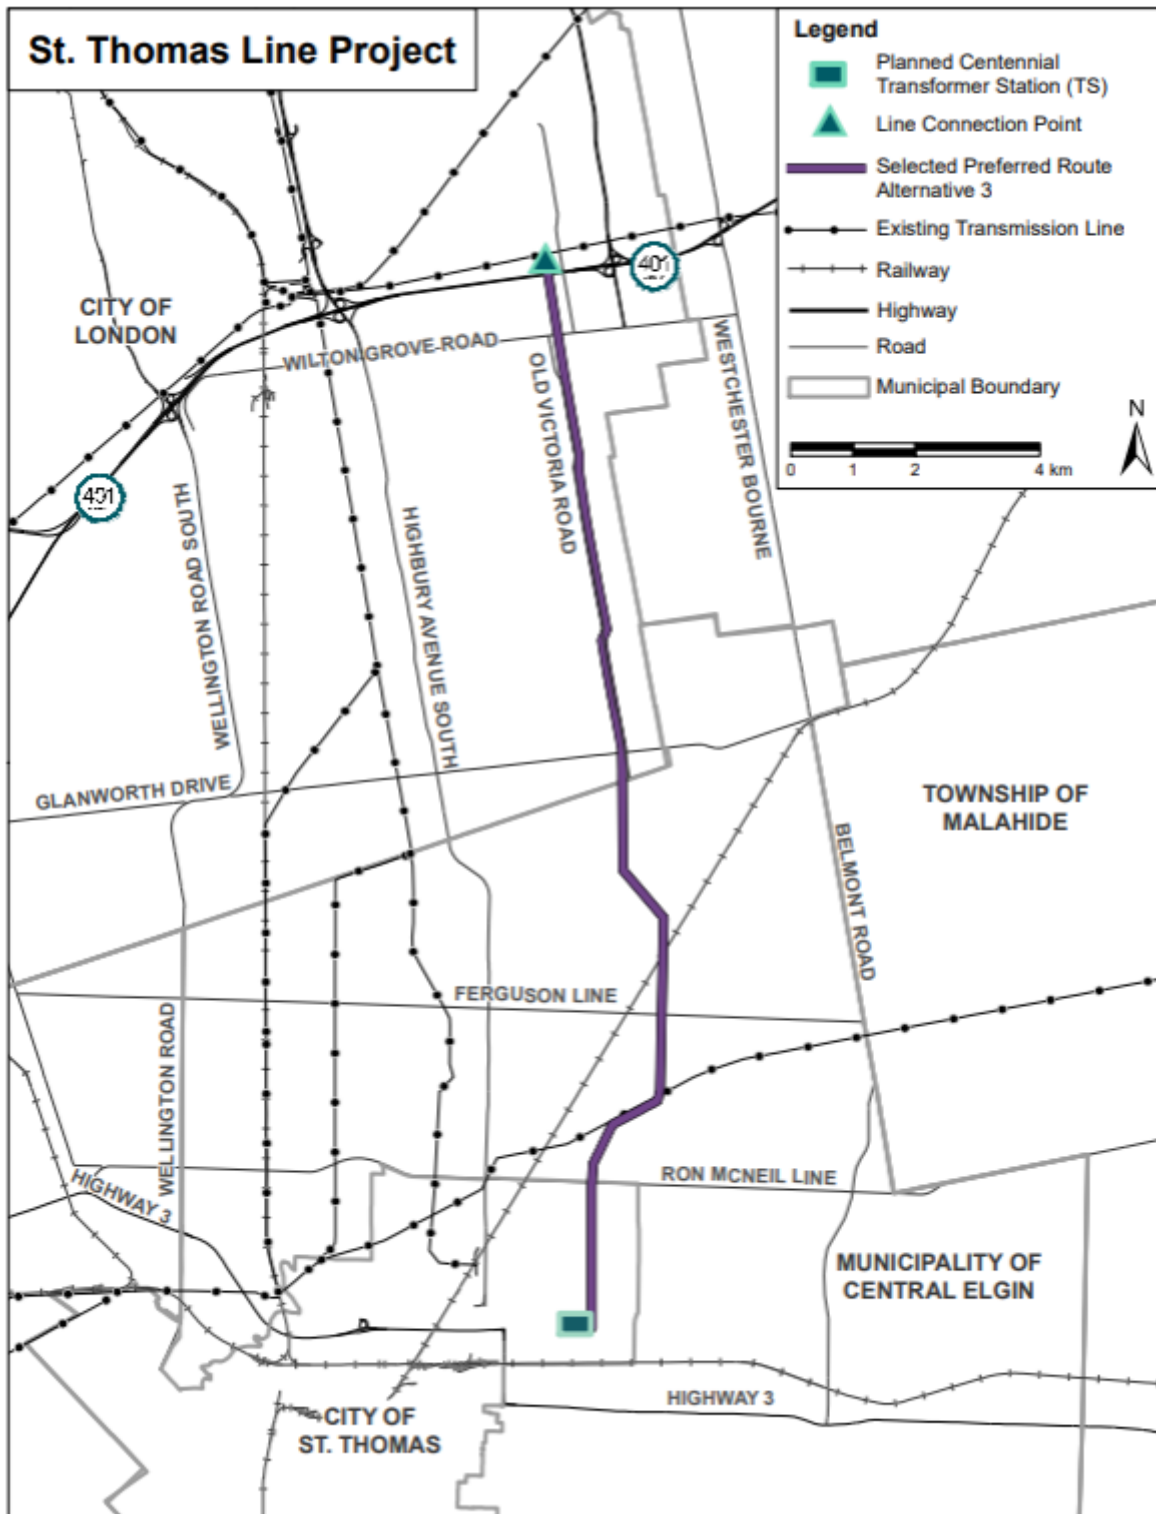 St. Thomas Line Project
Legend
Planned Centennial
Transformer Station (TS)
Line Connection Point
Selected Preferred Route
Alternative 3
Existing Transmission Line
Railway
Highway
Road
Municipal Boundary
0 1 2 4 km
N
401
CITY OF
LONDON
WILTON GROVE ROAD
OLD VICTORIA ROAD
WESTCHESTER BOURNE
401
WELLINGTON ROAD SOUTH
HIGHBURY AVENUE SOUTH
GLANWORTH DRIVE
TOWNSHIP OF
MALAHIDE
BELMONT ROAD
FERGUSON LINE
WELLINGTON ROAD
HIGHWAY 3
RON MCNEIL LINE
MUNICIPALITY OF
CENTRAL ELGIN
HIGHWAY 3
CITY OF
ST. THOMAS